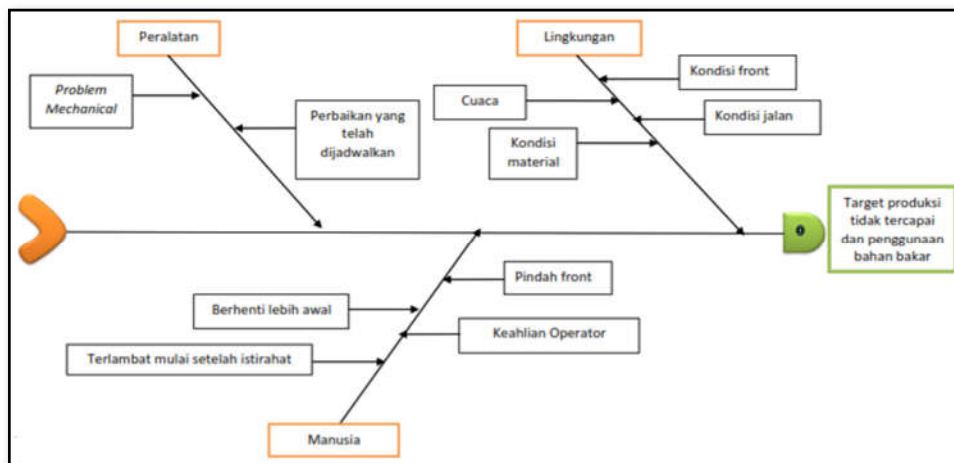 Peralatan
Lingkungan
Problem
Mechanical
Perbaikan yang
telah
dijadwalkan
Kondisi front
Cuaca
Kondisi jalan
Kondisi
material
Target produksi
tidak tercapai
dan penggunaan
bahan bakar
Pindah front
Berhenti lebih awal
Keahlian Operator
Terlambat mulai setelah istirahat
Manusia